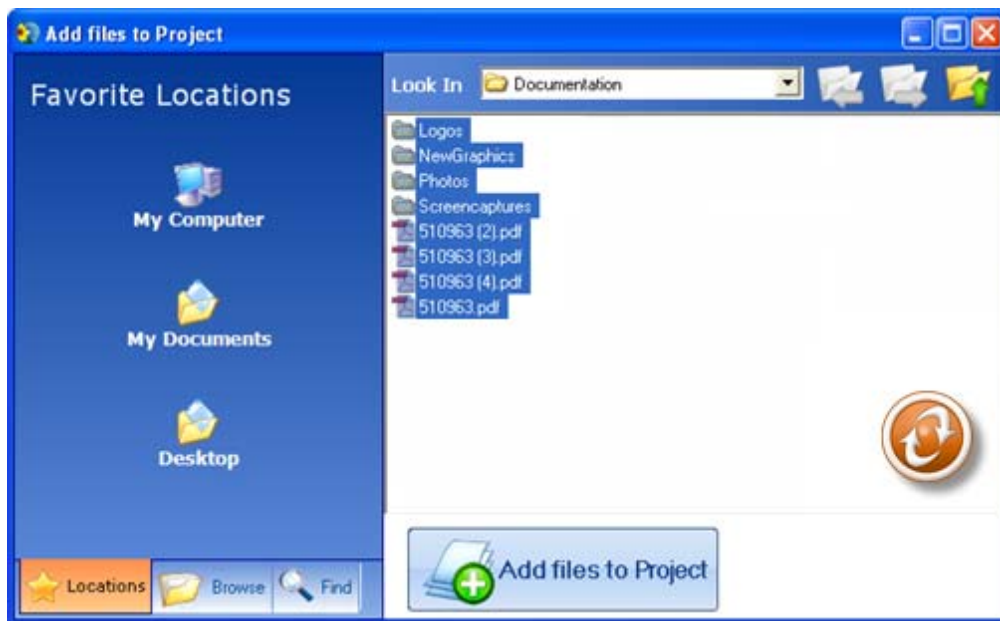 Add files to Project
Favorite Locations
My Computer
My Documents
Desktop
Locations
Browse
Find
Look In
Documentation
Logos
NewGraphics
Photos
Screencaptures
510963 (2).pdf
510963 (3).pdf
510963 (4).pdf
510963.pdf
Add files to Project